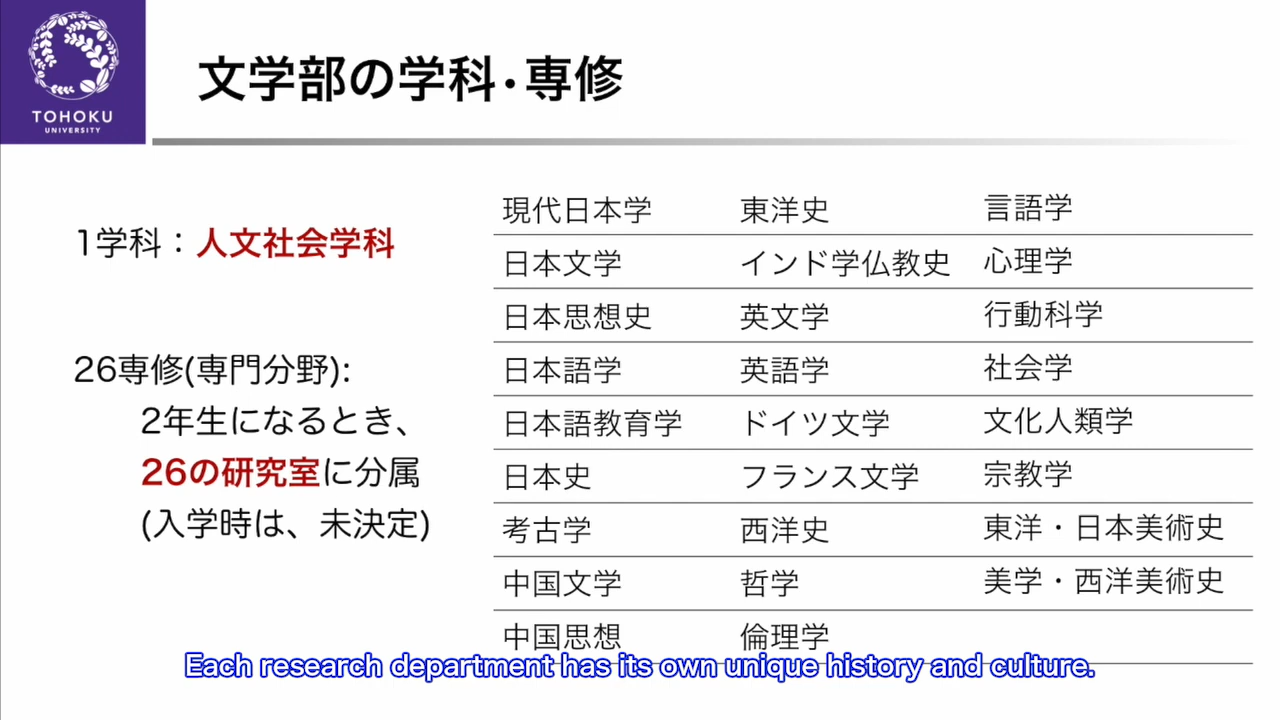 TOHOKU
UNIVERSITY
文学部の学科・専修
1学科：人文社会学科
26専修(専門分野):
2年生になるとき、
26の研究室に分属
(入学時は、未決定)
現代日本学 東洋史 言語学
日本文学 インド学仏教史 心理学
日本思想史 英文学 行動科学
日本語学 英語学 社会学
日本語教育学 ドイツ文学 文化人類学
日本史 フランス文学 宗教学
考古学 西洋史 東洋・日本美術史
中国文学 哲学 美学・西洋美術史
中国思想 倫理学
Each research department has its own unique history and culture.